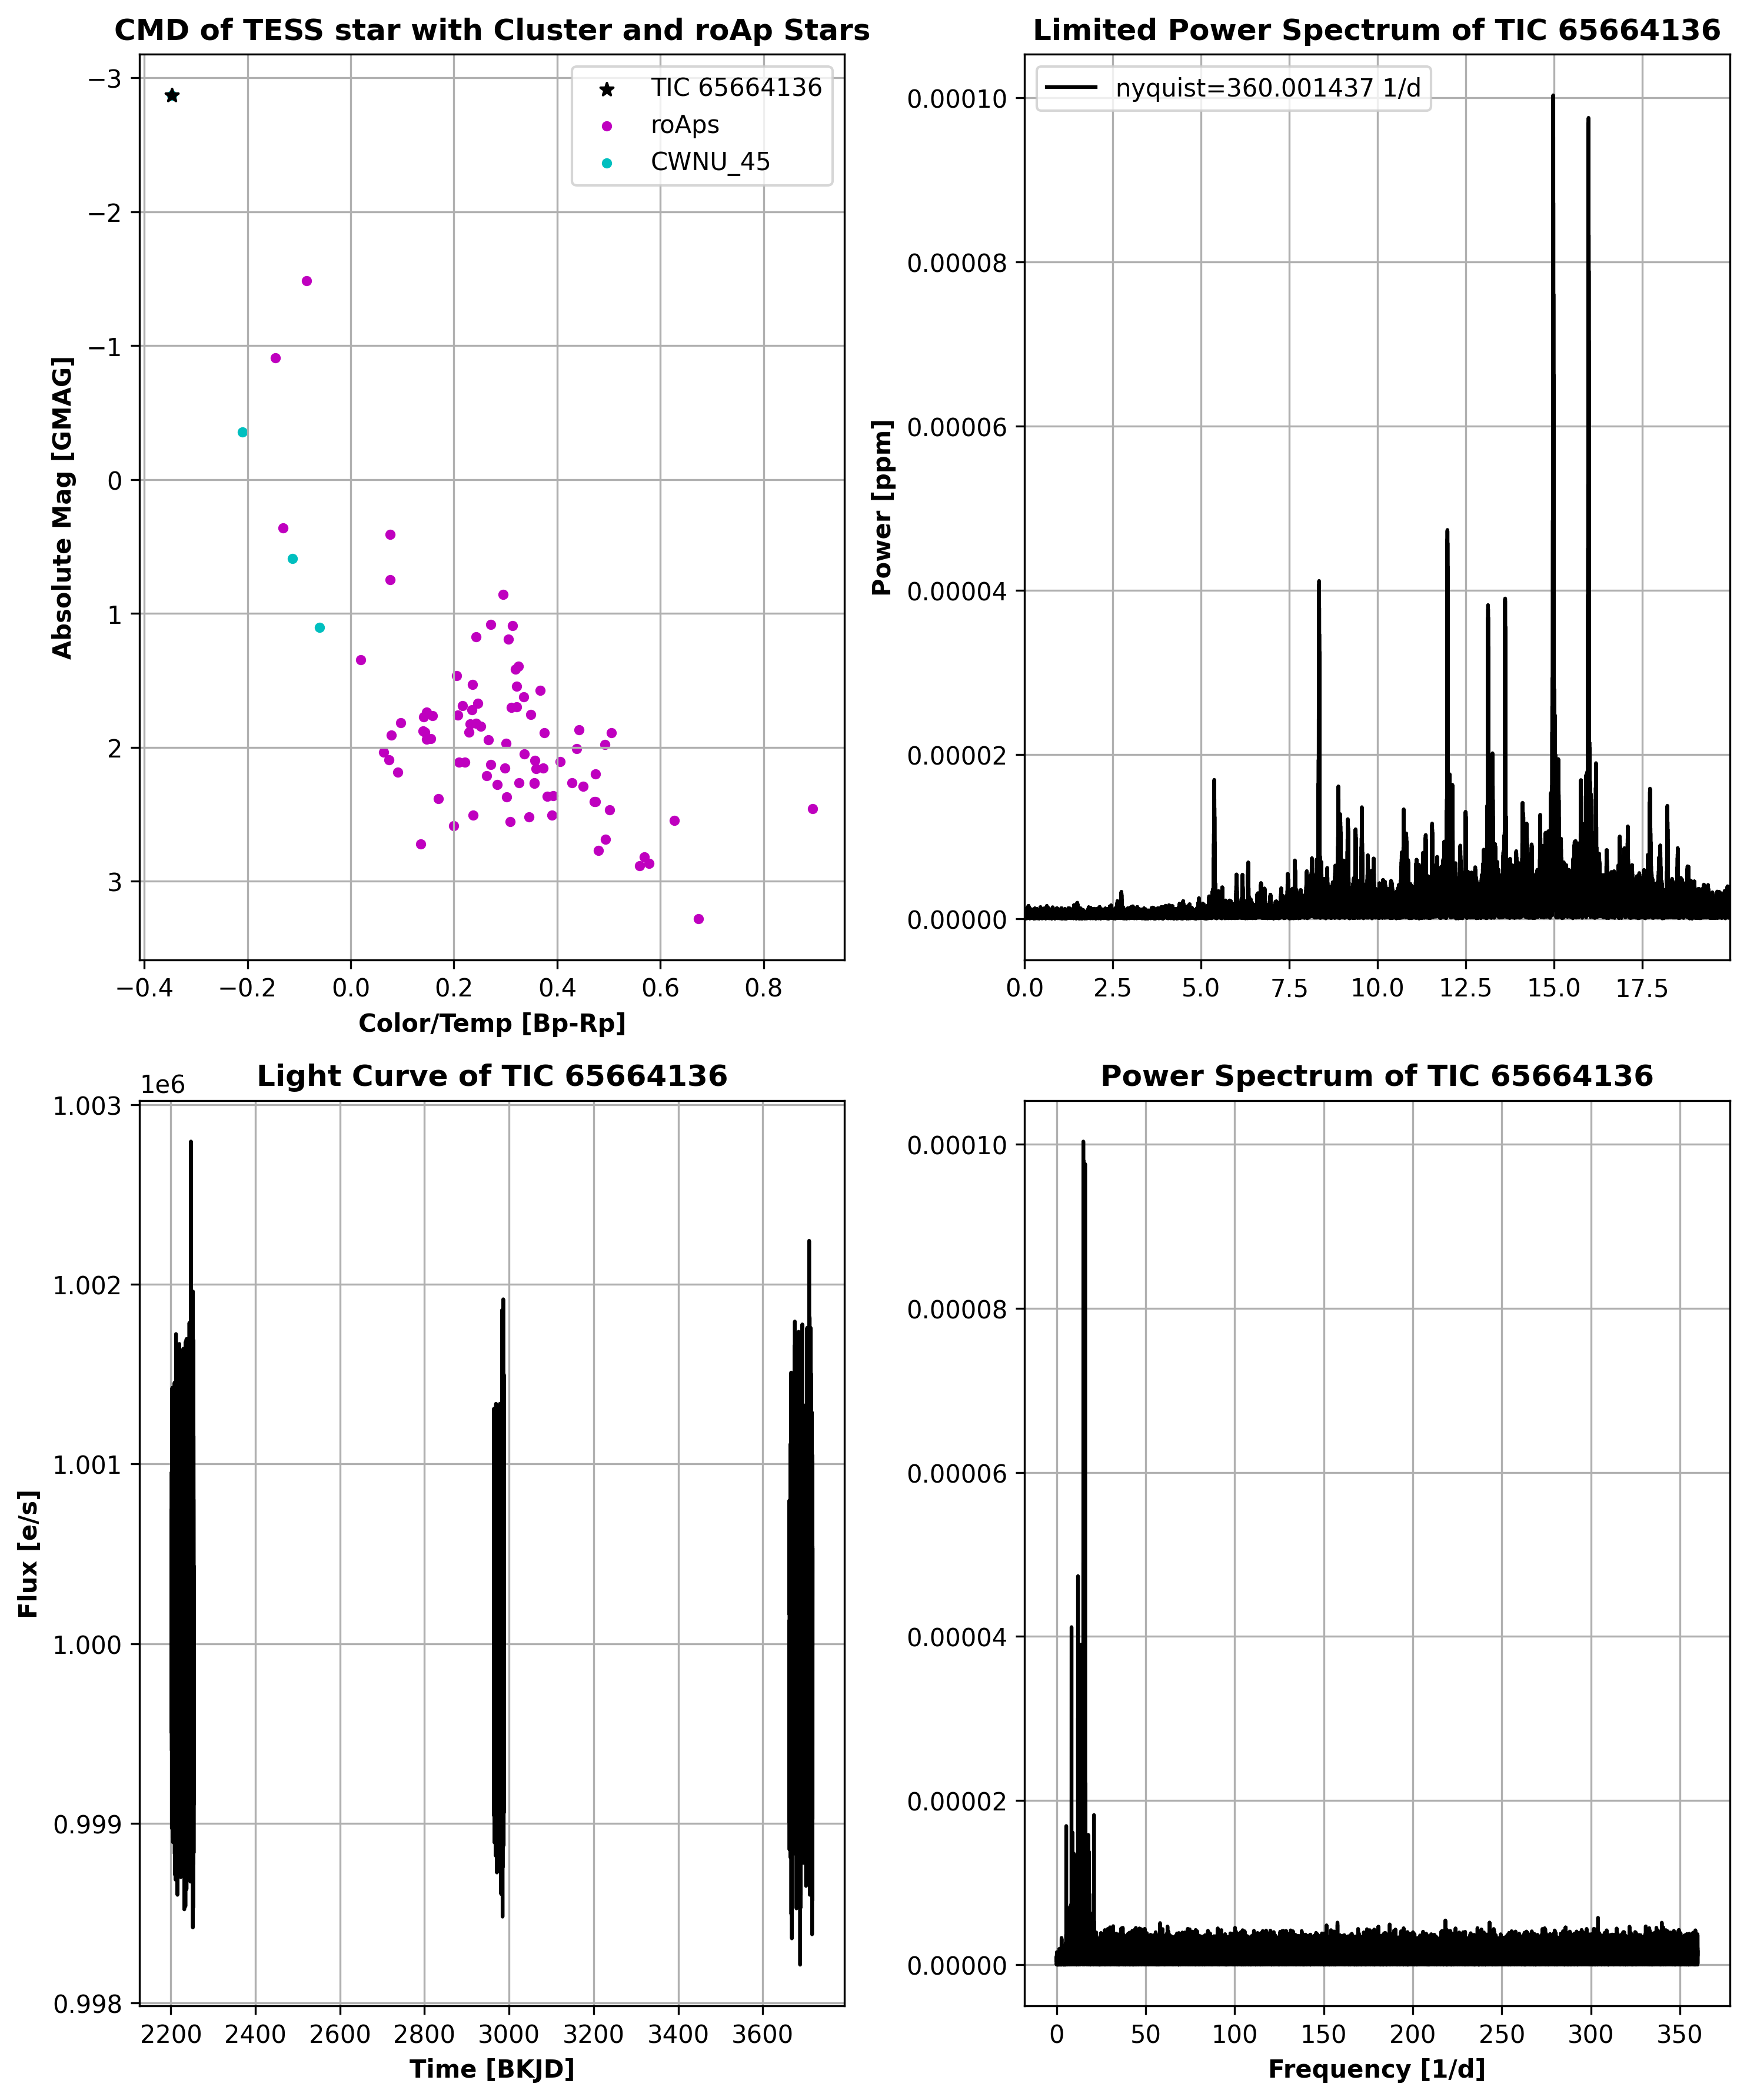 CMD of TESS star with Cluster and roAp Stars
TIC 65664136
roAps
CWNU_45
−3
−2
−1
0
1
2
3
Absolute Mag [GMAG]
−0.4 −0.2 0.0 0.2 0.4 0.6 0.8
Color/Temp [Bp-Rp]
Limited Power Spectrum of TIC 65664136
nyquist=360.001437 1/d
0.00010
0.00008
0.00006
0.00004
0.00002
0.00000
Power [ppm]
0.0 2.5 5.0 7.5 10.0 12.5 15.0 17.5
Light Curve of TIC 65664136
1e6
1.003
1.002
1.001
1.000
0.999
0.998
Flux [e/s]
2200 2400 2600 2800 3000 3200 3400 3600
Time [BKJD]
Power Spectrum of TIC 65664136
0.00010
0.00008
0.00006
0.00004
0.00002
0.00000
0 50 100 150 200 250 300 350
Frequency [1/d]